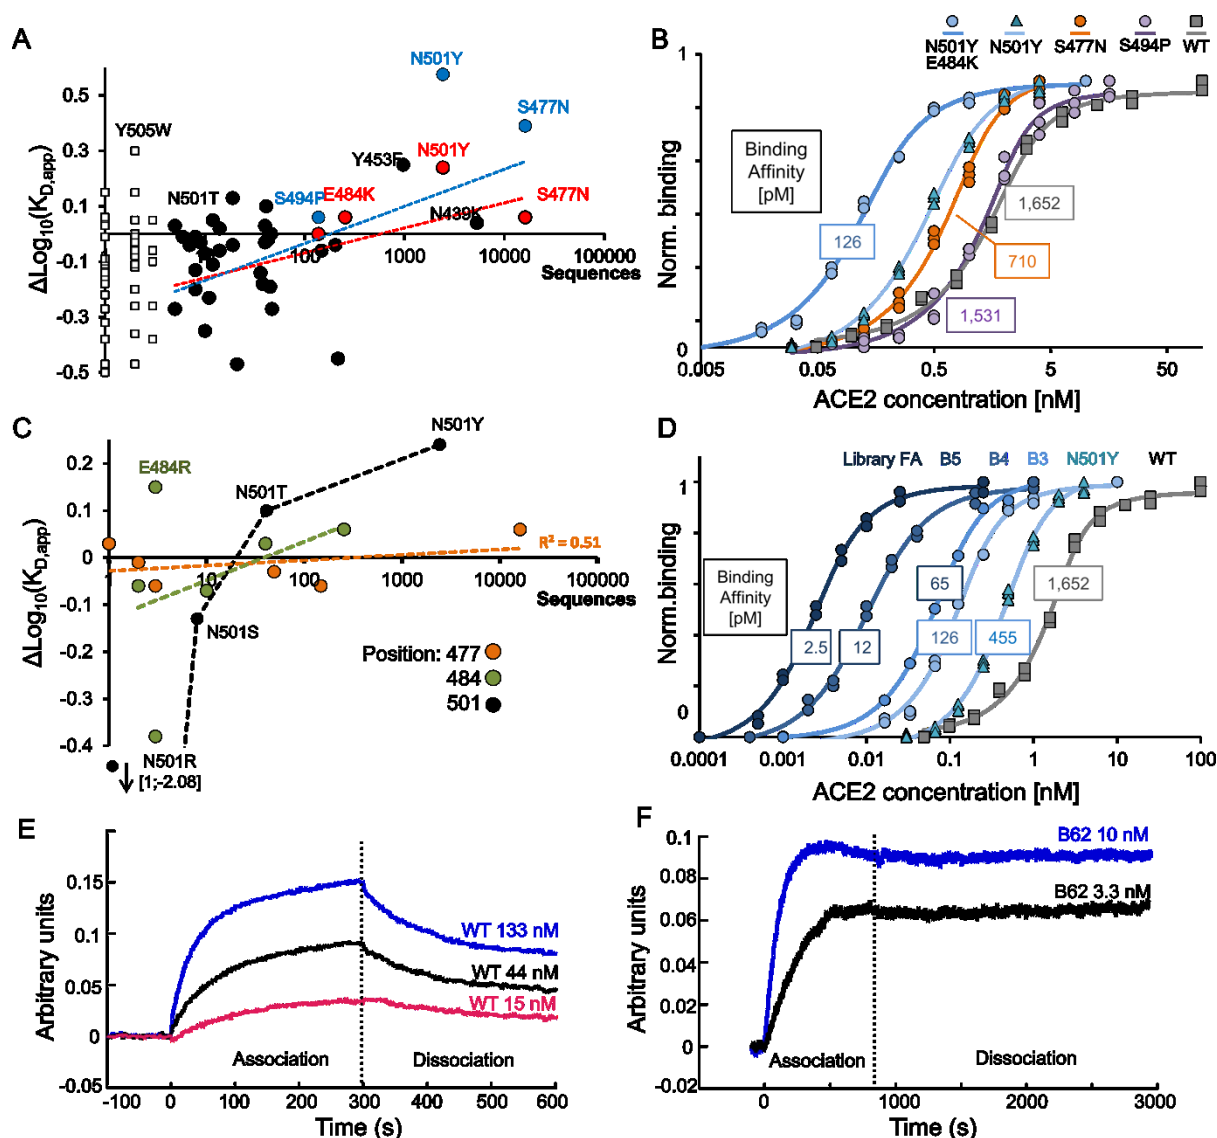 A
ΔLog10(KD,app)
0.5
0.3
0.1
-0.1
-0.3
-0.5
N501Y
S477N
Y505W
Y453F
N501Y
N501T
S494P
E484K
S477N
N439K
100
1000
10000
100000
Sequences
B
N501Y
E484K
N501Y
S477N
S494P
WT
Norm. binding
1
0
Binding
Affinity
[pM]
126
1,652
710
1,531
0.005
0.05
0.5
5
50
ACE2 concentration [nM]
C
ΔLog10(KD,app)
0.2
0.1
0
-0.1
-0.2
-0.3
-0.4
N501Y
E484R
N501T
R² = 0.51
10
100
1000
10000
100000
Sequences
N501S
Position: 477
484
501
N501R
[1;-2.08]
D
Library FA
B5
B4
B3
N501Y
WT
Norm.binding
1
0
Binding
Affinity
[pM]
65
1,652
2.5
12
126
455
0.0001
0.001
0.01
0.1
1
10
100
ACE2 concentration [nM]
E
Arbitrary units
0.15
0.1
0.05
0
-0.05
WT 133 nM
WT 44 nM
WT 15 nM
Association
Dissociation
-100
0
100
200
300
400
500
600
Time (s)
F
Arbitrary units
0.1
0.08
0.06
0.04
0.02
0
-0.02
B62 10 nM
B62 3.3 nM
Association
Dissociation
0
1000
2000
3000
Time (s)